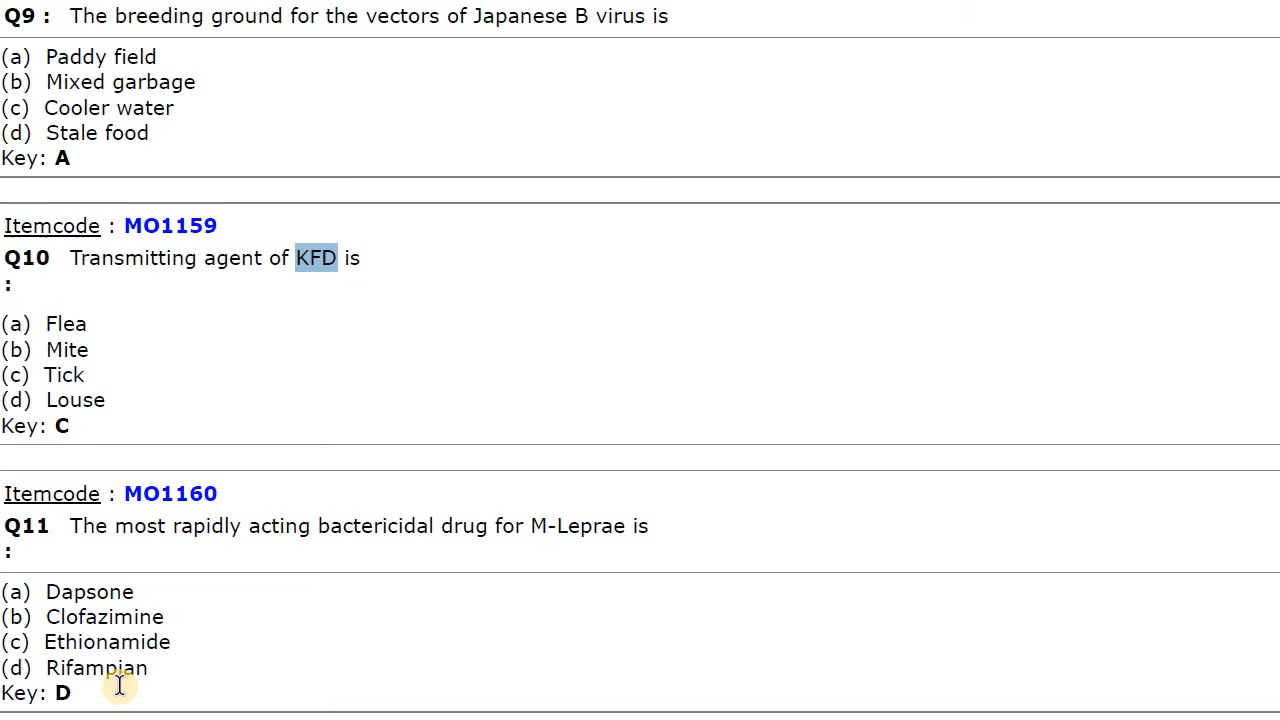 Q9 : The breeding ground for the vectors of Japanese B virus is
(a) Paddy field
(b) Mixed garbage
(c) Cooler water
(d) Stale food
Key: A
Itemcode : MO1159
Q10 Transmitting agent of KFD is
:
(a) Flea
(b) Mite
(c) Tick
(d) Louse
Key: C
Itemcode : MO1160
Q11 The most rapidly acting bactericidal drug for M-Leprae is
:
(a) Dapsone
(b) Clofazimine
(c) Ethionamide
(d) Rifampian
Key: D